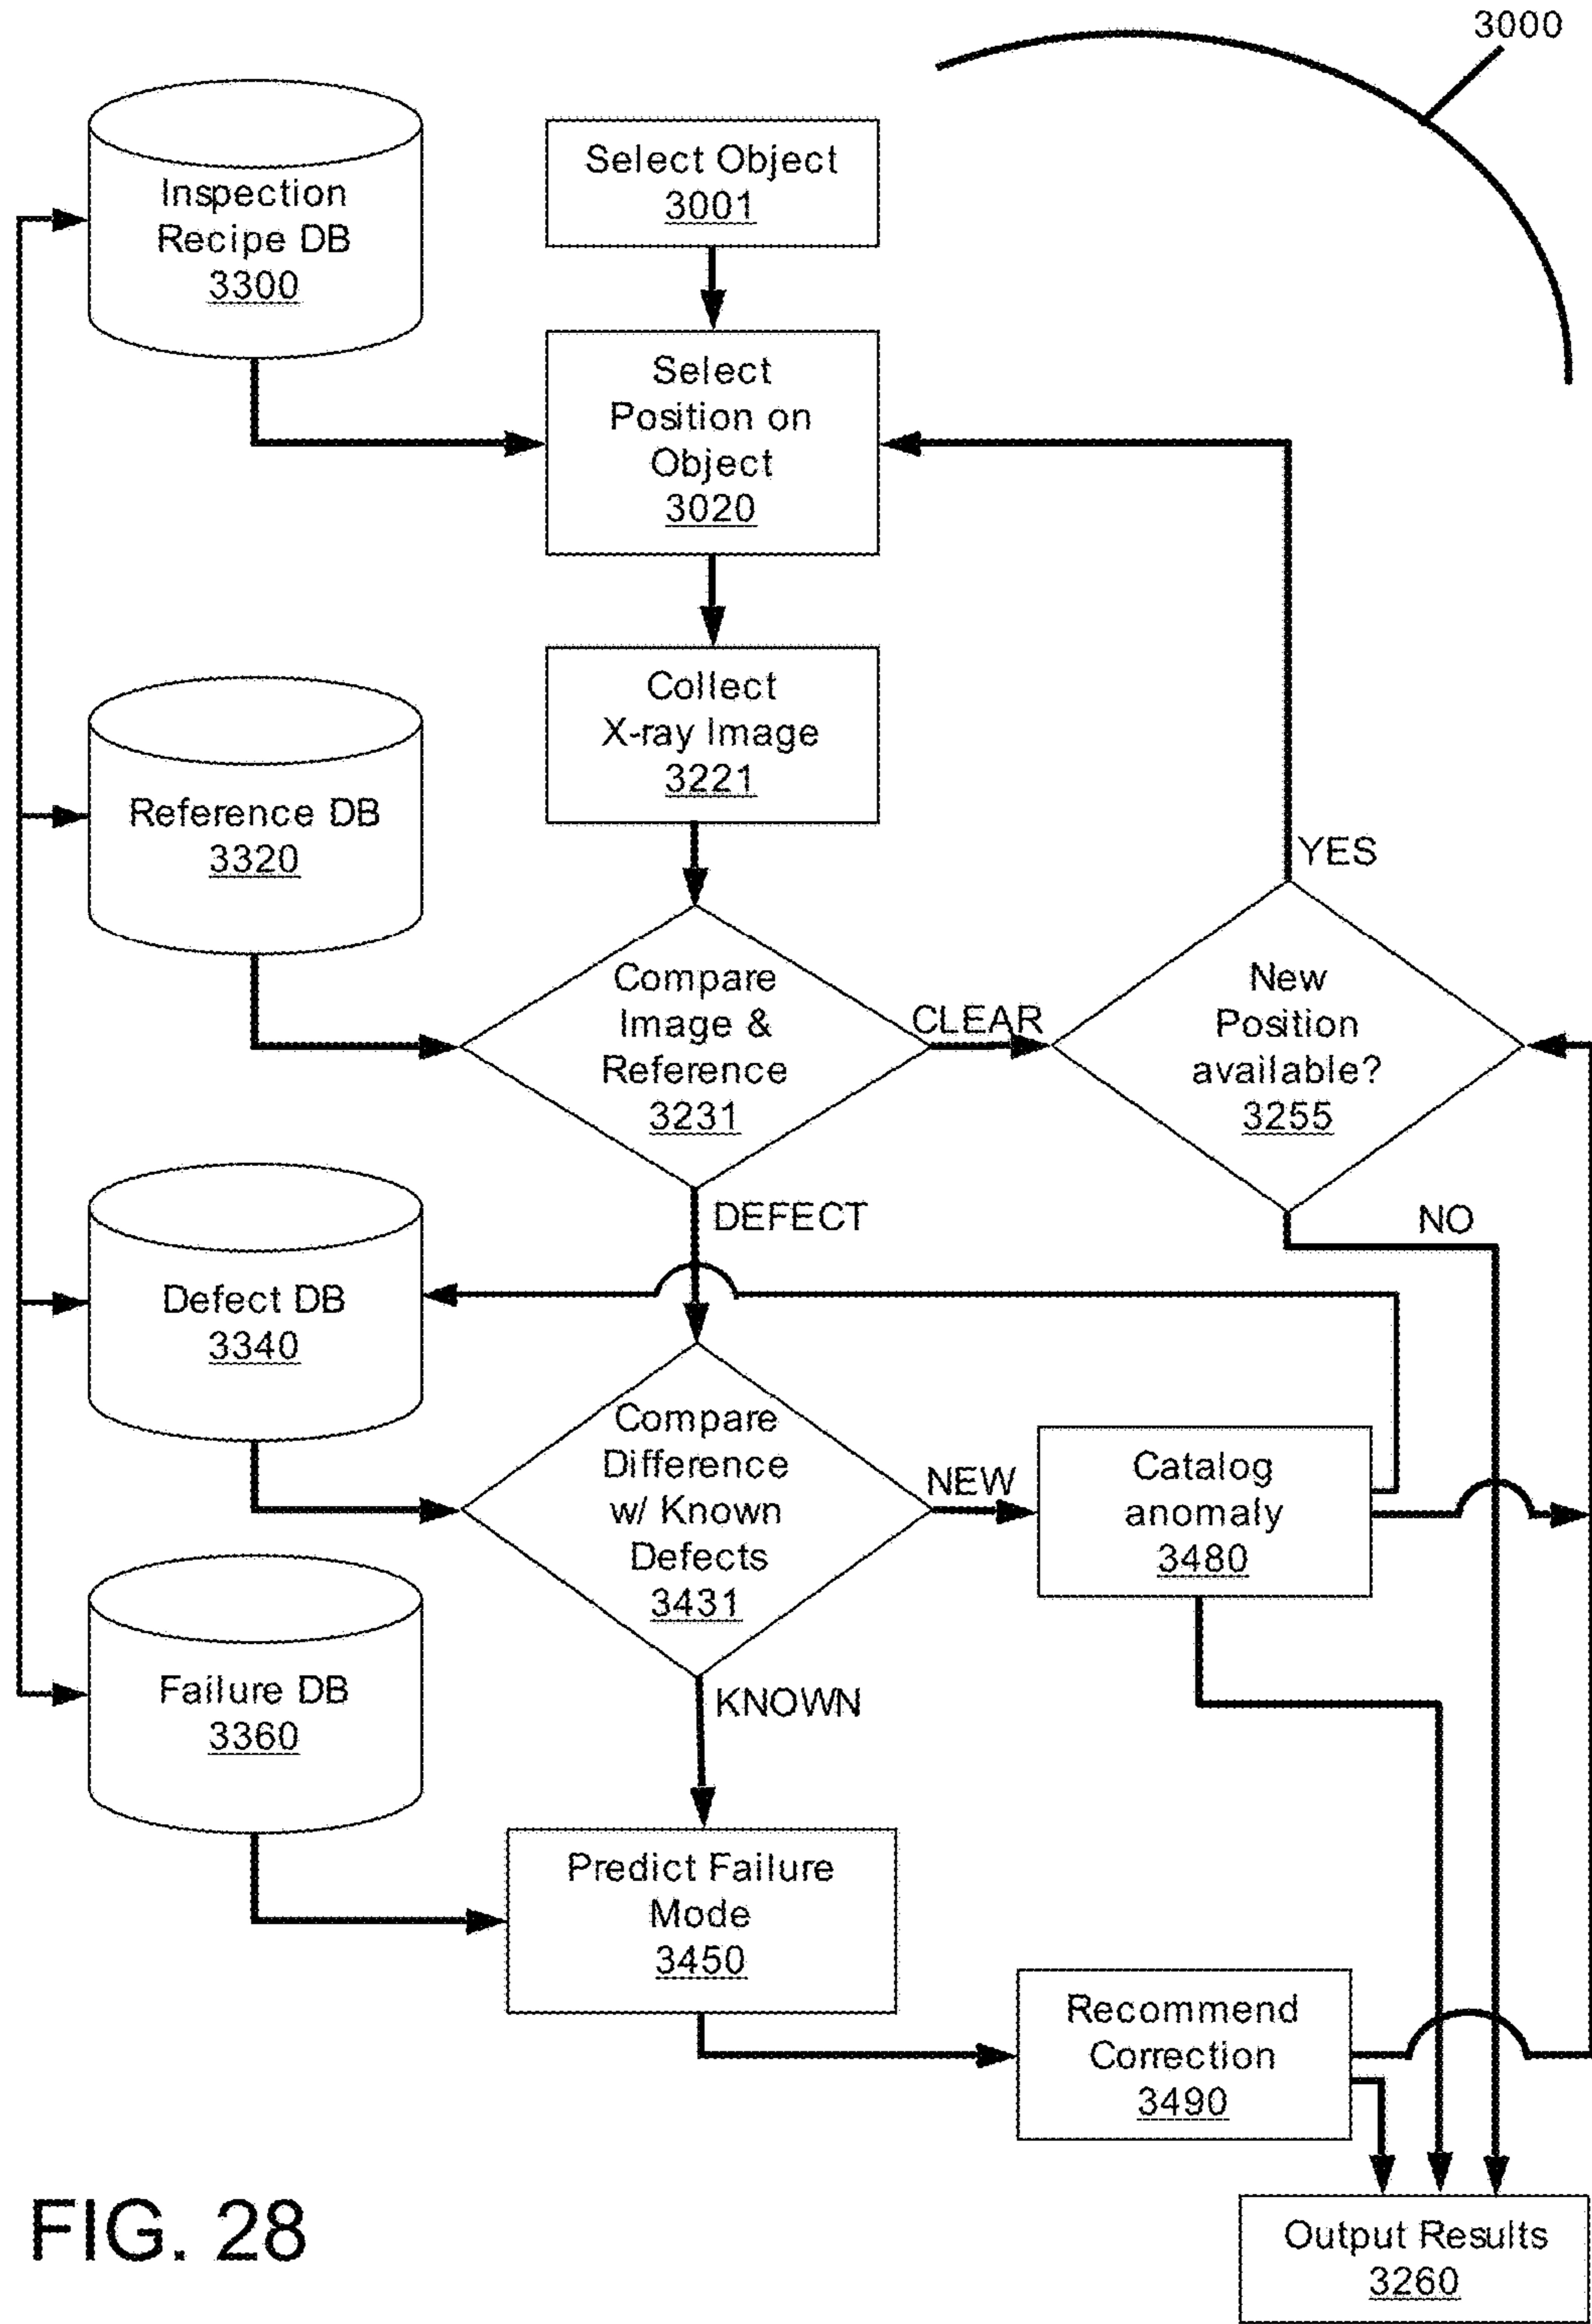 3000
Inspection
Recipe DB
3300
Select Object
3001
Select
Position on
Object
3020
Collect
X-ray Image
3221
Reference DB
3320
YES
Compare
Image &
Reference
3231
CLEAR
New
Position
available?
3255
DEFECT
NO
Defect DB
3340
Compare
Difference
w/ Known
Defects
3431
NEW
Catalog
anomaly
3480
Failure DB
3360
KNOWN
Predict Failure
Mode
3450
Recommend
Correction
3490
Output Results
3260
FIG. 28